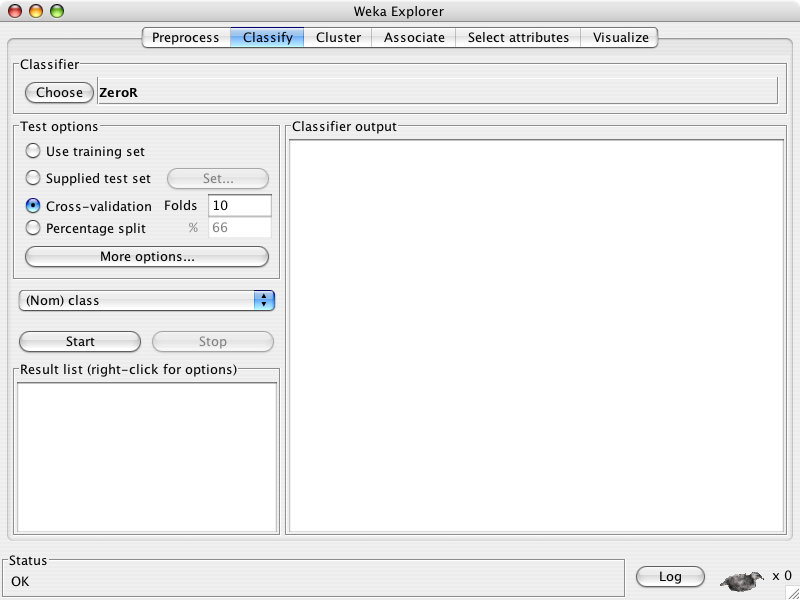 Weka Explorer
Preprocess Classify Cluster Associate Select attributes Visualize
Classifier
Choose ZeroR
Test options
Use training set
Supplied test set Set...
Cross-validation Folds 10
Percentage split % 66
More options...
(Nom) class
Start Stop
Result list (right-click for options)
Classifier output
Status
OK
Log x 0